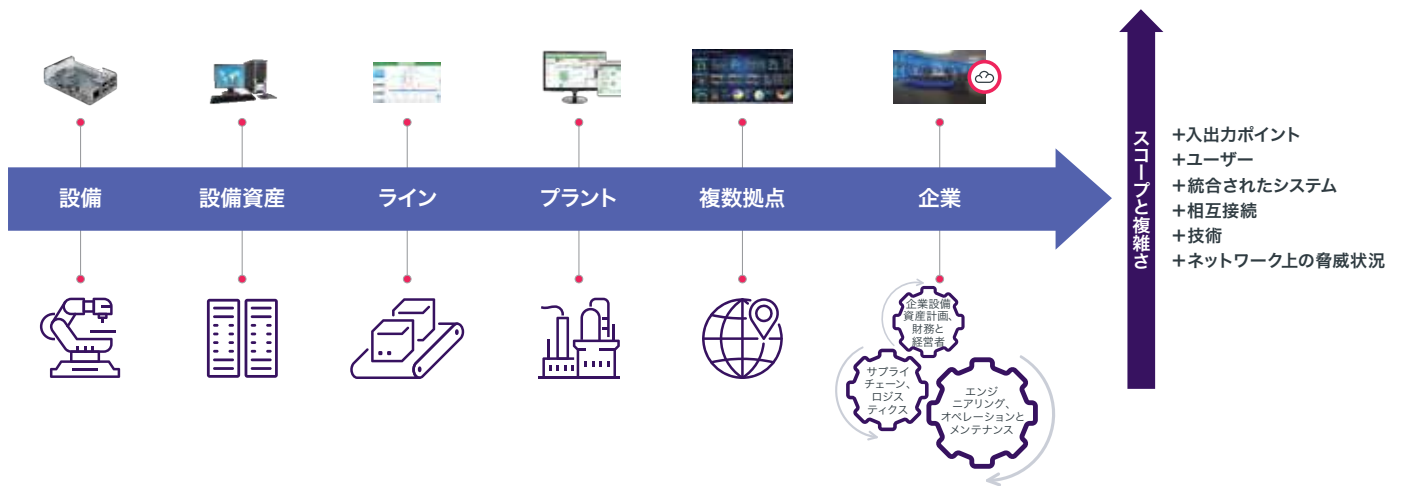 設備
設備資産
ライン
プラント
複数拠点
企業
スコープと複雑さ
＋入出力ポイント
＋ユーザー
＋統合されたシステム
＋相互接続
＋技術
＋ネットワーク上の脅威状況
企業設備
資産計画、
財務と
経営者
サプライ
チェーン、
ロジス
ティクス
エンジ
ニアリング、
オペレーションと
メンテナンス